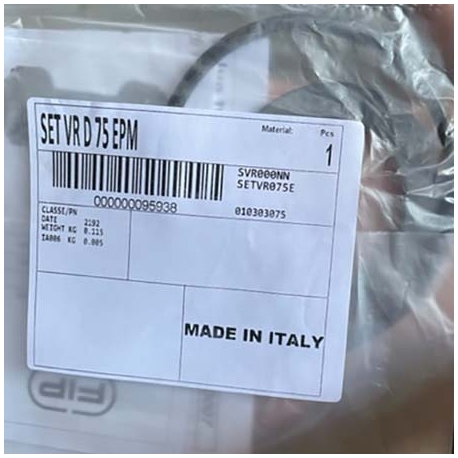 SET VR D 75 EPM
Material:
Pcs
1
SVR000NN
SETVR075E
000000095938
010303075
CLASSE/PN
DATE 2192
WEIGHT KG 0.115
IA006 KG 0.005
MADE IN ITALY
FIP